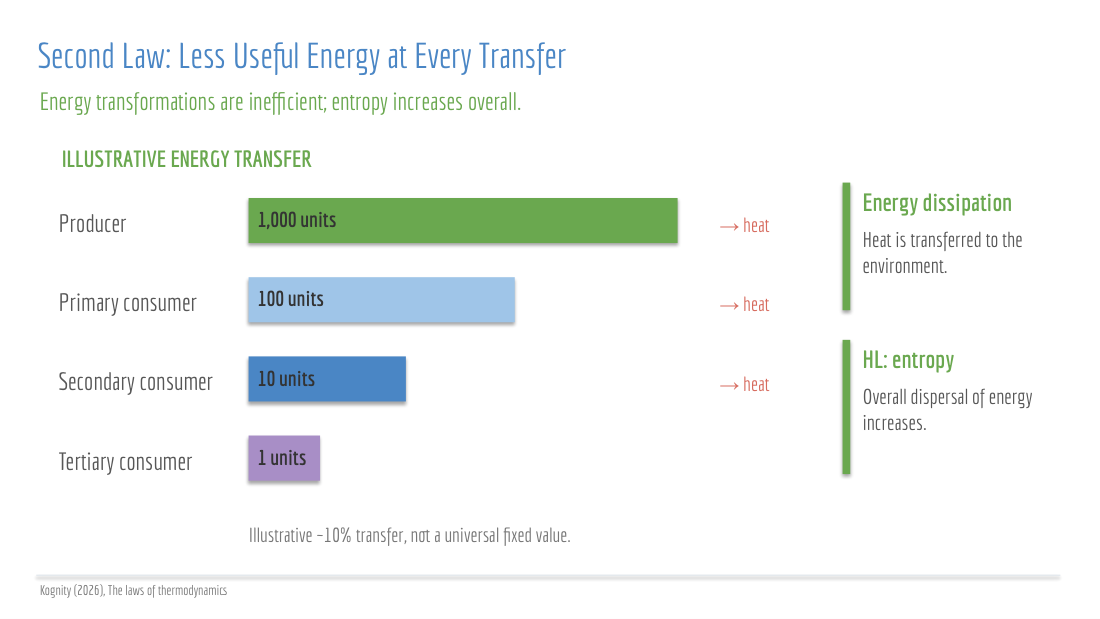 Second Law: Less Useful Energy at Every Transfer
Energy transformations are inefficient; entropy increases overall.
ILLUSTRATIVE ENERGY TRANSFER
Producer
1,000 units
→ heat
Primary consumer
100 units
→ heat
Secondary consumer
10 units
→ heat
Tertiary consumer
1 units
Illustrative ~10% transfer, not a universal fixed value.
Energy dissipation
Heat is transferred to the
environment.
HL: entropy
Overall dispersal of energy
increases.
Kognity (2026), The laws of thermodynamics